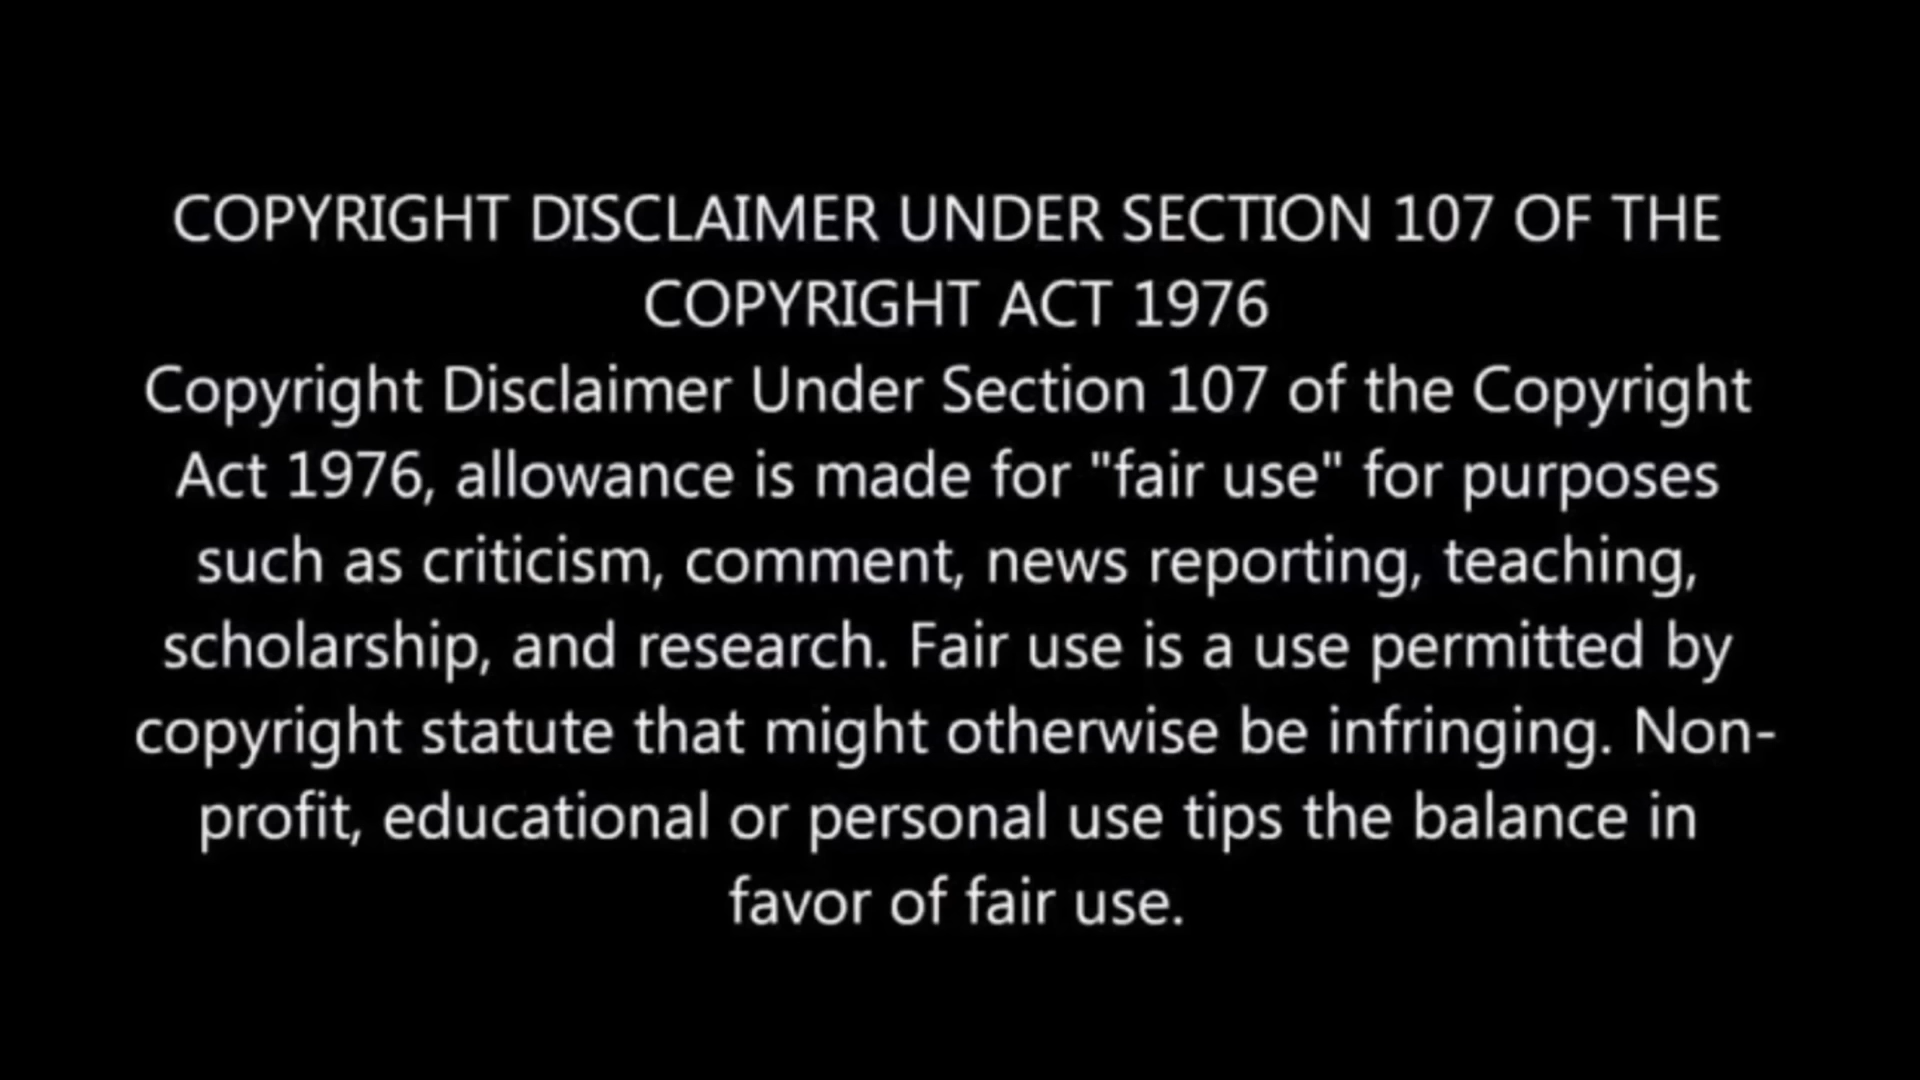 COPYRIGHT DISCLAIMER UNDER SECTION 107 OF THE
COPYRIGHT ACT 1976
Copyright Disclaimer Under Section 107 of the Copyright
Act 1976, allowance is made for "fair use" for purposes
such as criticism, comment, news reporting, teaching,
scholarship, and research. Fair use is a use permitted by
copyright statute that might otherwise be infringing. Non-
profit, educational or personal use tips the balance in
favor of fair use.